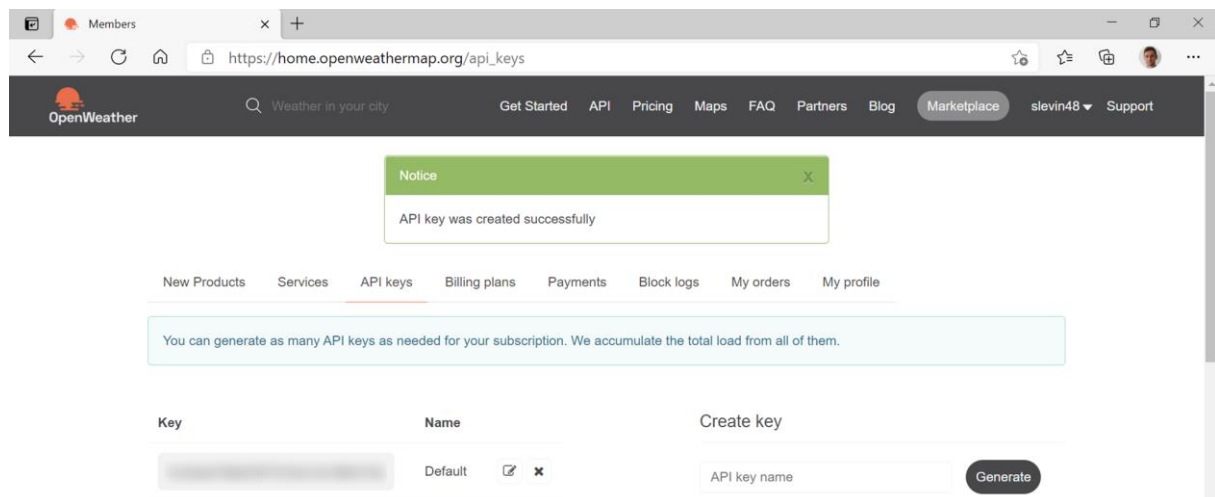 Members
https://home.openweathermap.org/api_keys
OpenWeather
Weather in your city
Get Started API Pricing Maps FAQ Partners Blog Marketplace slevin48 Support
Notice x
API key was created successfully
New Products Services API keys Billing plans Payments Block logs My orders My profile
You can generate as many API keys as needed for your subscription. We accumulate the total load from all of them.
Key Name Create key
Default API key name Generate